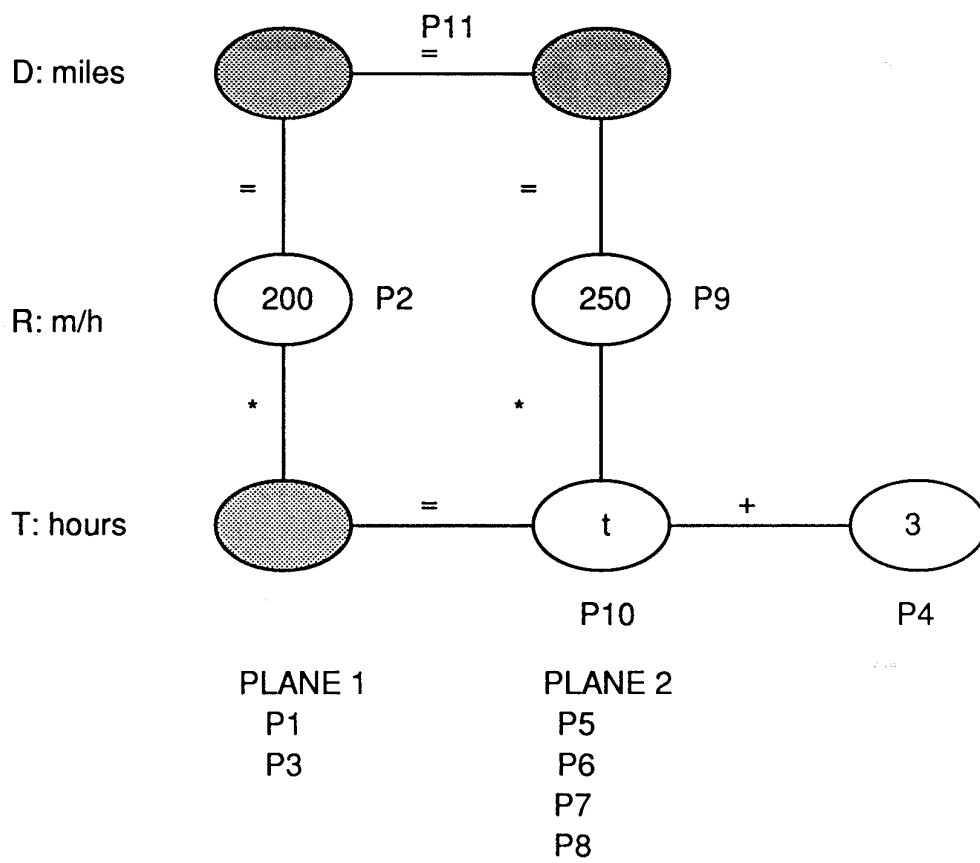 P11
=
D: miles
= =
200 P2 250 P9
R: m/h
* *
= +
T: hours t 3
P10 P4
PLANE 1 PLANE 2
P1 P5
P3 P6
P7
P8